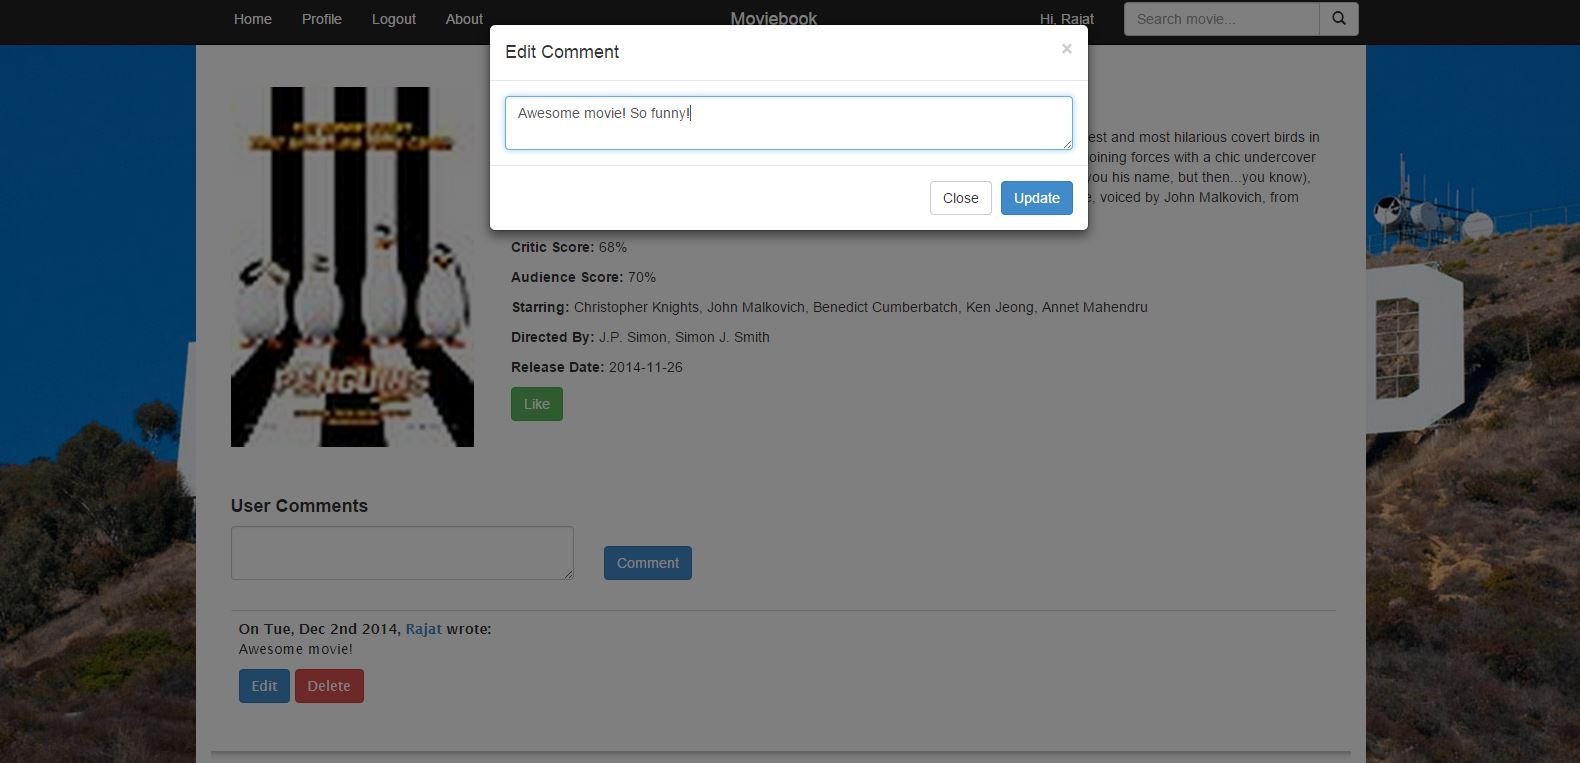 Home Profile Logout About Moviebook Hi, Rajat Search movie...
Edit Comment ×
Awesome movie! So funny!
est and most hilarious covert birds in
oining forces with a chic undercover
you his name, but then...you know),
, voiced by John Malkovich, from
Close Update
Critic Score: 68%
Audience Score: 70%
Starring: Christopher Knights, John Malkovich, Benedict Cumberbatch, Ken Jeong, Annet Mahendru
Directed By: J.P. Simon, Simon J. Smith
Release Date: 2014-11-26
Like
PENGUINS
User Comments
Comment
On Tue, Dec 2nd 2014, Rajat wrote:
Awesome movie!
Edit Delete
D